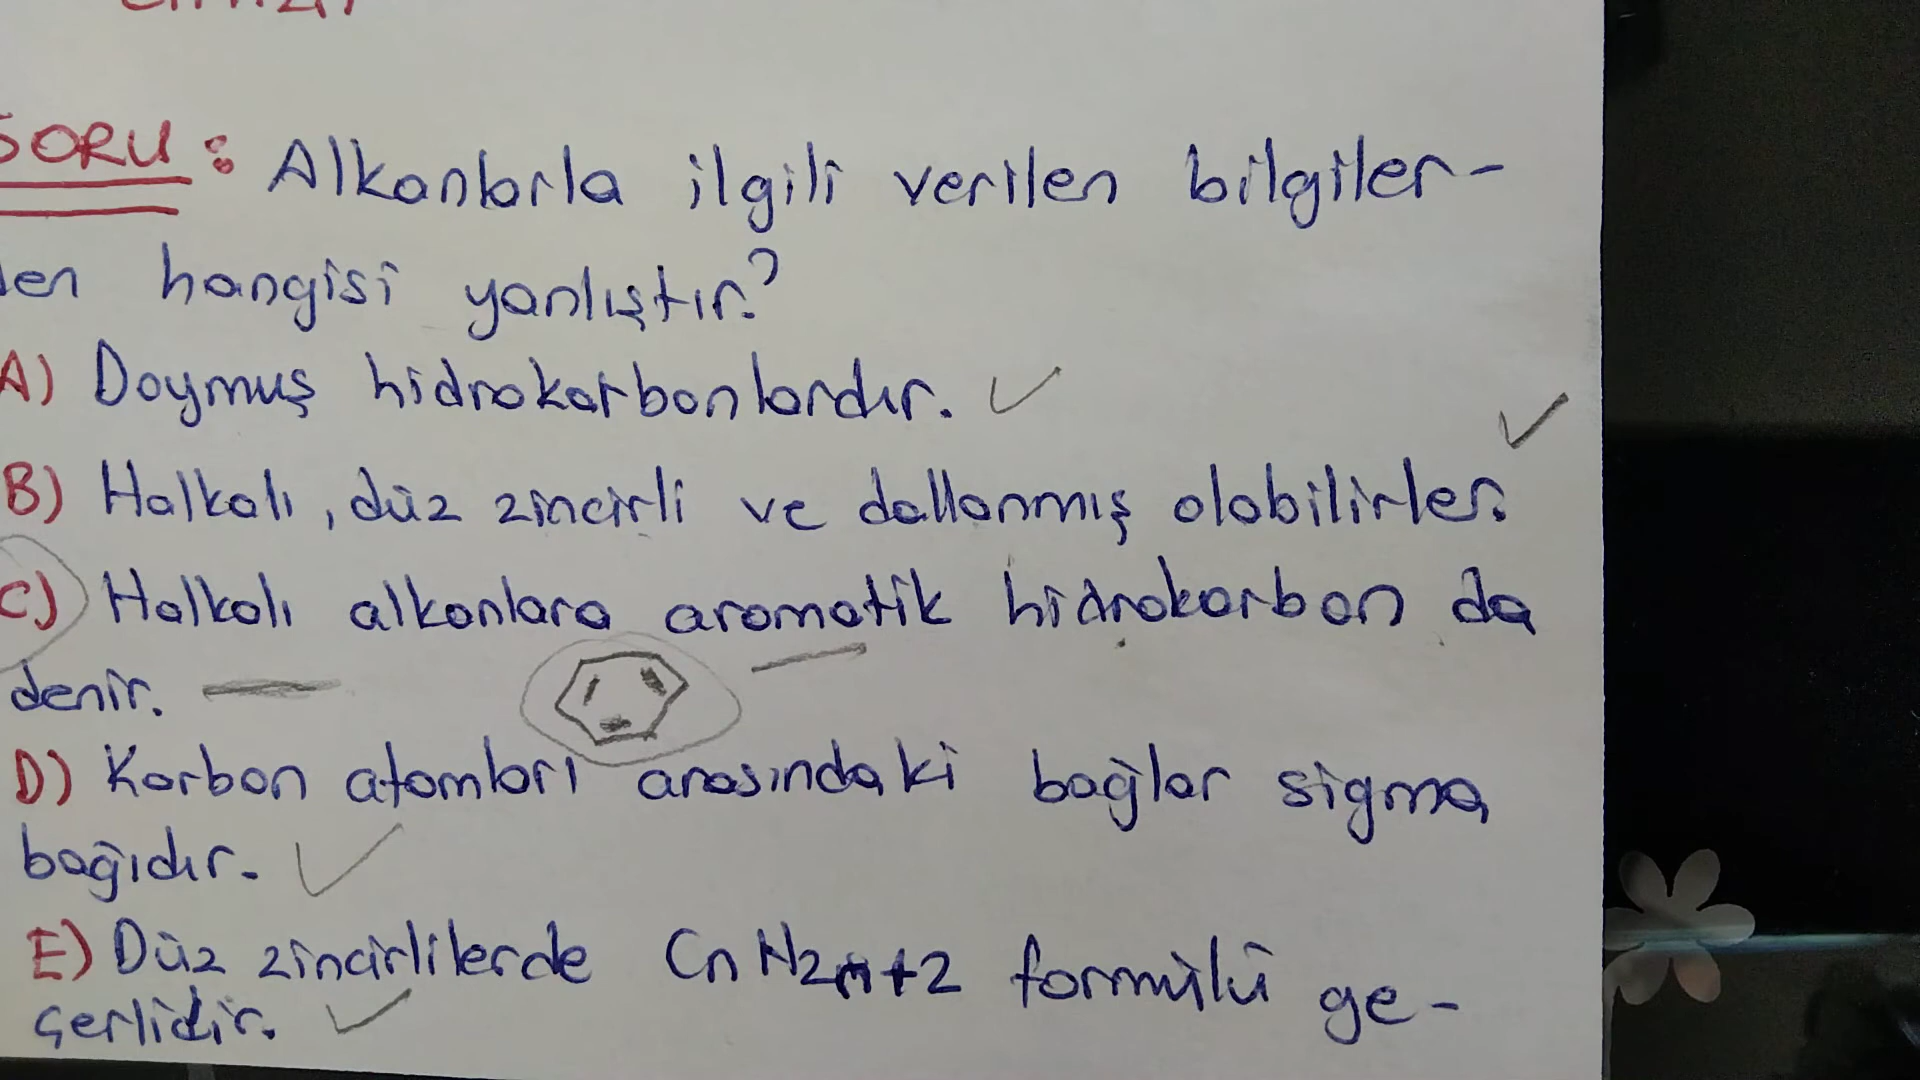 SORU: Alkanlarla ilgili verilen bilgiler-
den hangisi yanlıştır?
A) Doymuş hidrokarbonlardır.
B) Halkalı, düz zincirli ve dallanmış olabilirler.
C) Halkalı alkanlara aromatik hidrokarbon da
denir.
D) Karbon atomları arasındaki bağlar sigma
bağıdır.
E) Düz zincirlilerde CnH2n+2 formülü ge-
çerlidir.